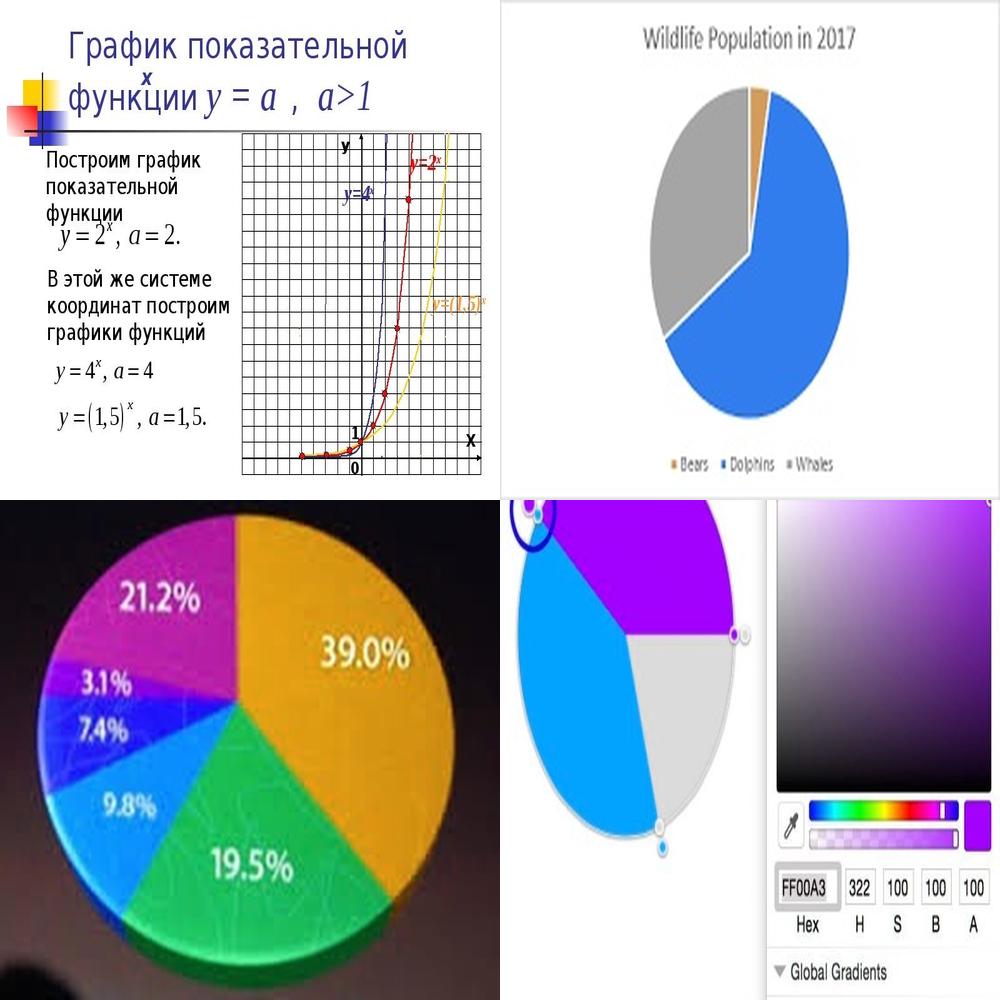 График показательной
функции y = a^x , a>1
Построим график
показательной
функции
y = 2^x, a = 2.
В этой же системе
координат построим
графики функций
y = 4^x, a = 4
y = (1,5)^x, a = 1,5.
y
y=2^x
y=4^x
y=(1,5)^x
1
0
X
Wildlife Population in 2017
Bears Dolphins Whales
21.2%
39.0%
3.1%
7.4%
9.8%
19.5%
FF00A3 322 100 100 100
Hex H S B A
Global Gradients